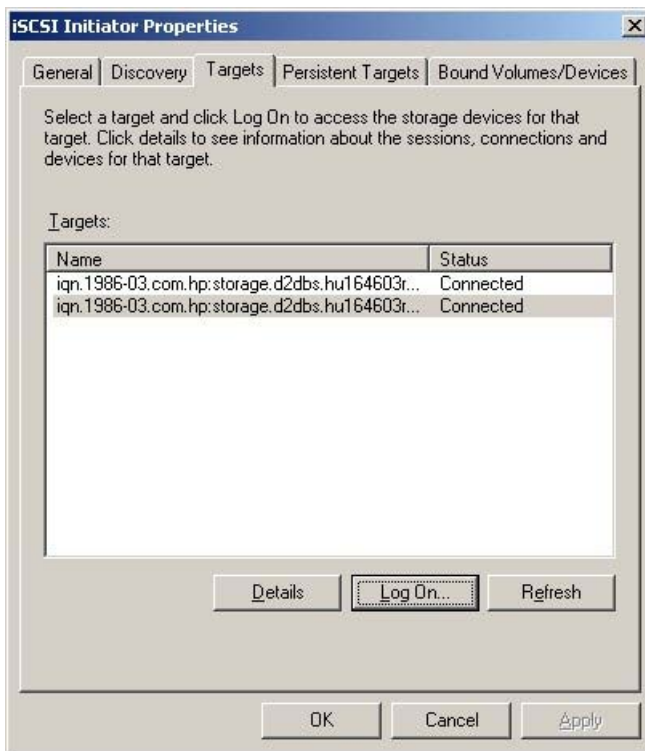 iSCSI Initiator Properties
General Discovery Targets Persistent Targets Bound Volumes/Devices
Select a target and click Log On to access the storage devices for that
target. Click details to see information about the sessions, connections and
devices for that target.
Targets:
Name Status
iqn.1986-03.com.hp:storage.d2dbs.hu164603r... Connected
iqn.1986-03.com.hp:storage.d2dbs.hu164603r... Connected
Details Log On... Refresh
OK Cancel Apply